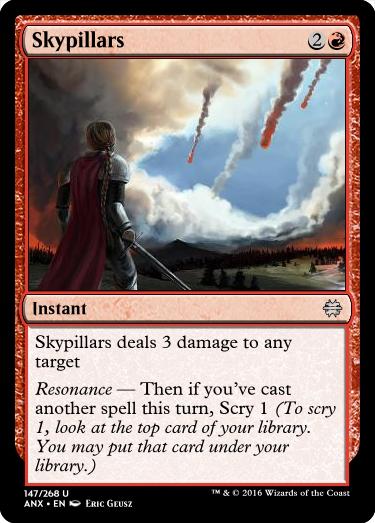 Skypillars 2
Instant
Skypillars deals 3 damage to any
target
Resonance — Then if you've cast
another spell this turn, Scry 1 (To scry
1, look at the top card of your library.
You may put that card under your
library.)
147/268 U
ANX • EN Eric Geusz
™ & © 2016 Wizards of the Coast